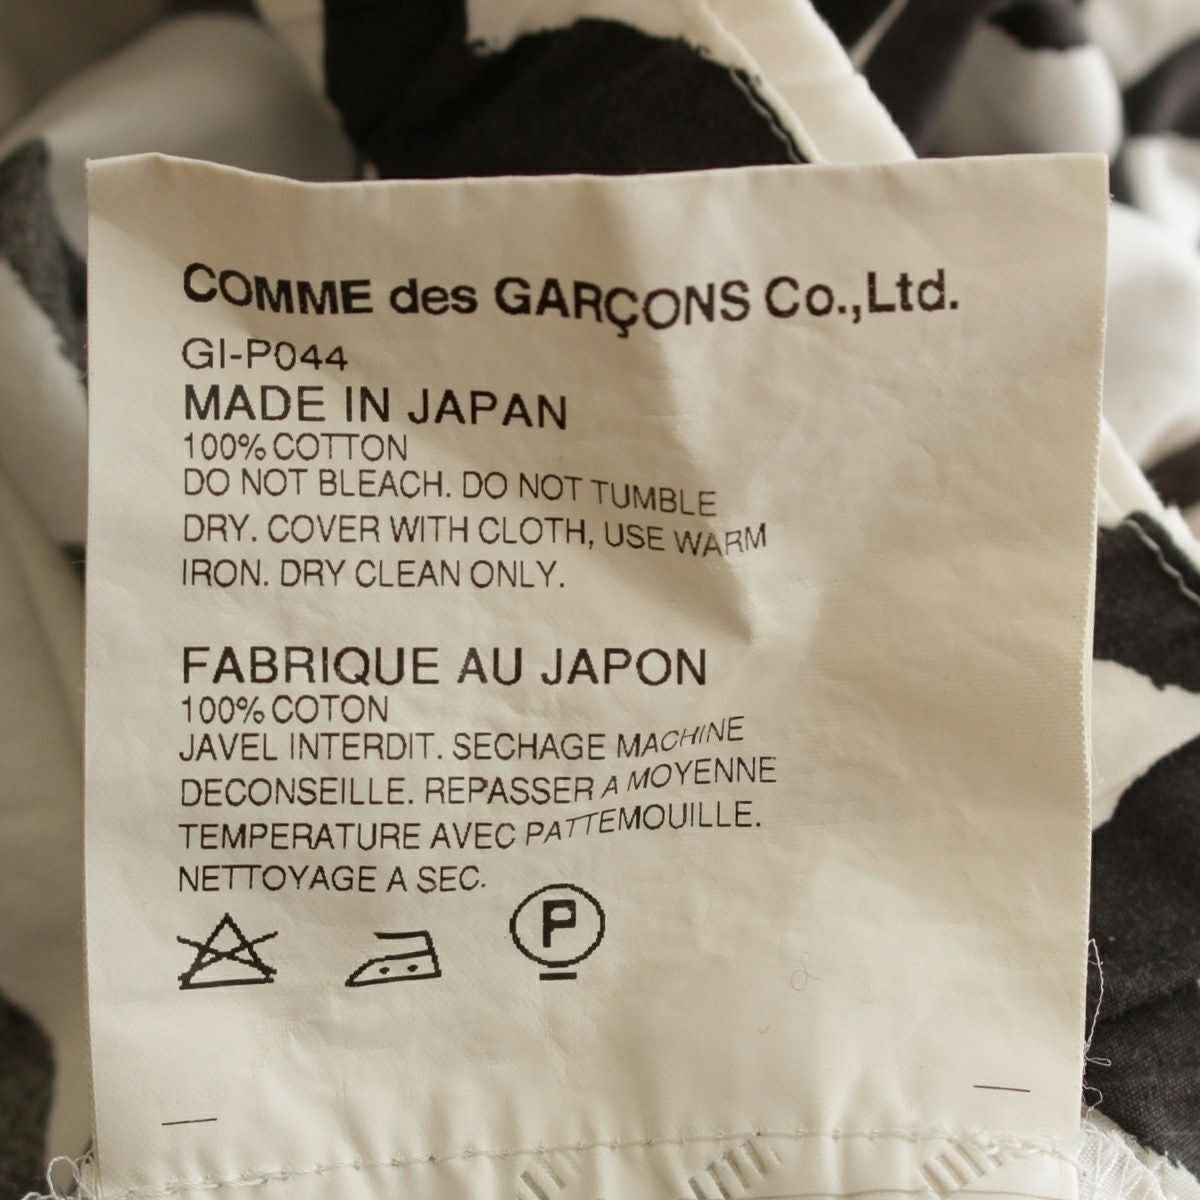 COMME des GARÇONS Co.,Ltd.
GI-P044
MADE IN JAPAN
100% COTTON
DO NOT BLEACH. DO NOT TUMBLE
DRY. COVER WITH CLOTH, USE WARM
IRON. DRY CLEAN ONLY.
FABRIQUE AU JAPON
100% COTON
JAVEL INTERDIT. SECHAGE MACHINE
DECONSEILLE. REPASSER A MOYENNE
TEMPERATURE AVEC PATTEMOUILLE.
NETTOYAGE A SEC.
P